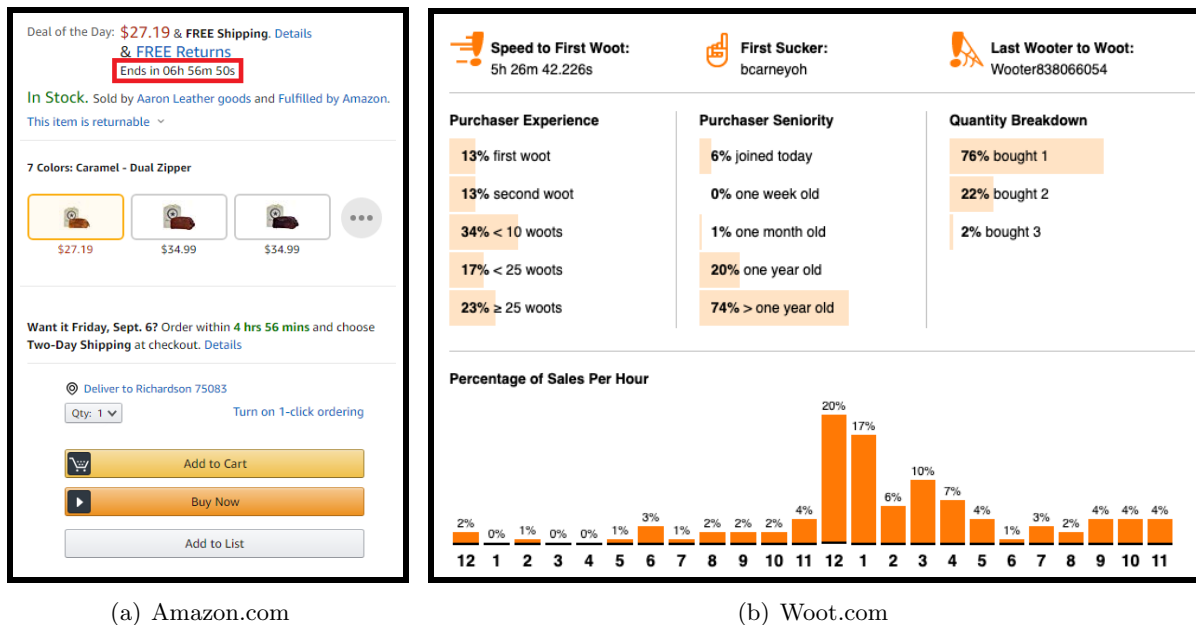 Deal of the Day: $27.19 & FREE Shipping. Details
& FREE Returns
Ends in 06h 56m 50s
In Stock. Sold by Aaron Leather goods and Fulfilled by Amazon.
This item is returnable
7 Colors: Caramel - Dual Zipper
$27.19 $34.99 $34.99
Want it Friday, Sept. 6? Order within 4 hrs 56 mins and choose
Two-Day Shipping at checkout. Details
Deliver to Richardson 75083
Qty: 1 Turn on 1-click ordering
Add to Cart
Buy Now
Add to List
(a) Amazon.com
Speed to First Woot:
5h 26m 42.226s
First Sucker:
bcarneyoh
Last Wooter to Woot:
Wooter838066054
Purchaser Experience
13% first woot
13% second woot
34% < 10 woots
17% < 25 woots
23% ≥ 25 woots
Purchaser Seniority
6% joined today
0% one week old
1% one month old
20% one year old
74% > one year old
Quantity Breakdown
76% bought 1
22% bought 2
2% bought 3
Percentage of Sales Per Hour
2% 0% 1% 0% 0% 1% 3% 1% 2% 2% 2% 4% 20% 17% 6% 10% 7% 4% 1% 3% 2% 4% 4% 4%
12 1 2 3 4 5 6 7 8 9 10 11 12 1 2 3 4 5 6 7 8 9 10 11
(b) Woot.com